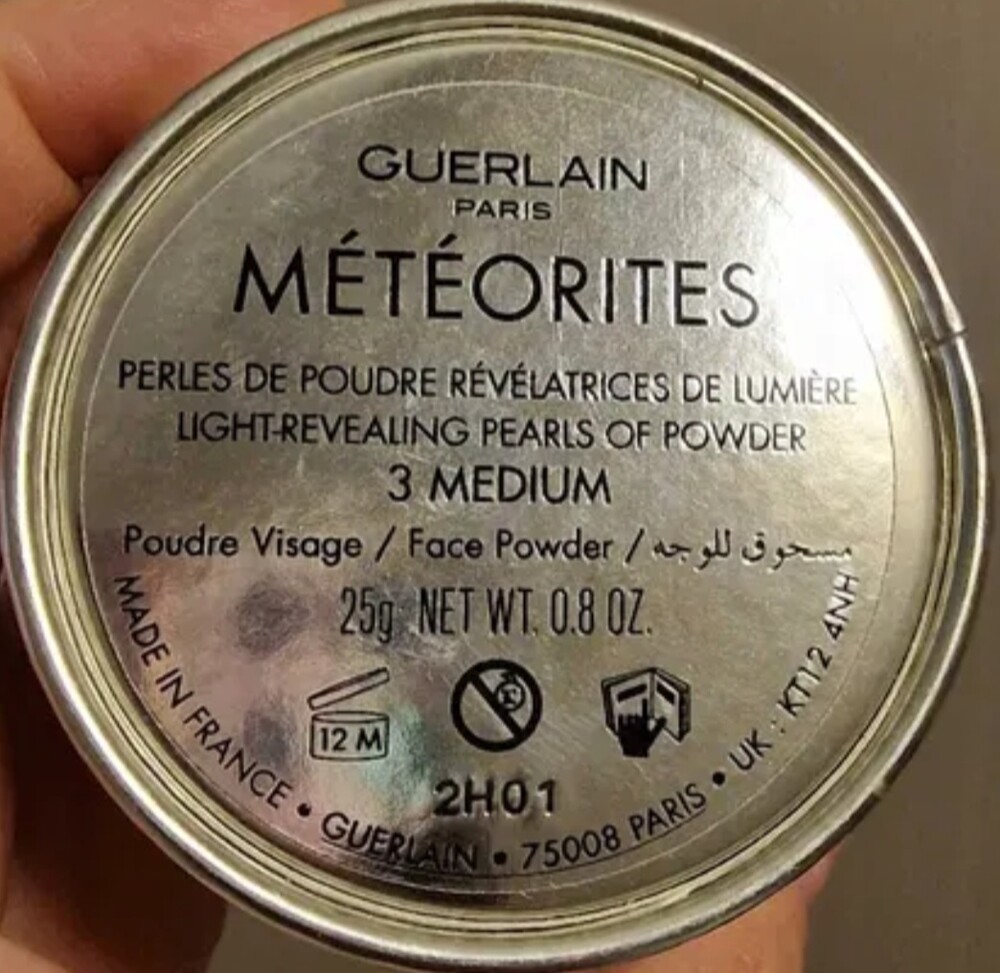 GUERLAIN
PARIS
MÉTÉORITES
PERLES DE POUDRE RÉVÉLATRICES DE LUMIÈRE
LIGHT-REVEALING PEARLS OF POWDER
3 MEDIUM
Poudre Visage / Face Powder / مسحوق للوجه
25g NET WT. 0.8 OZ.
12 M
2H01
MADE IN FRANCE • GUERLAIN • 75008 PARIS • UK : KT12 4NH